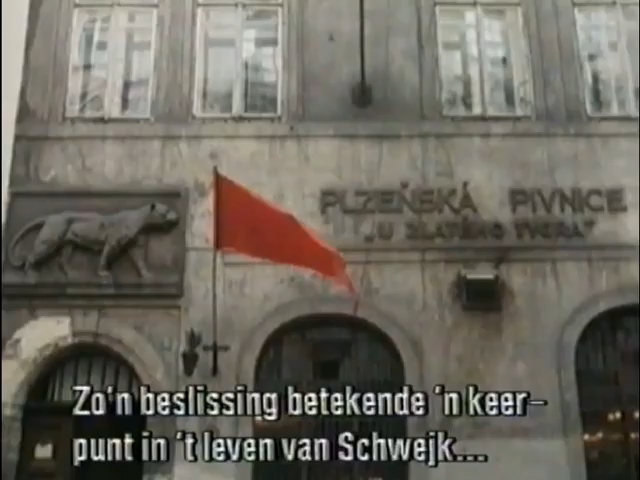 PLZEŇSKÁ PIVNICE
„U ZLATÉHO TYGRA"
Zo'n beslissing betekende 'n keer-
punt in 't leven van Schwejk...